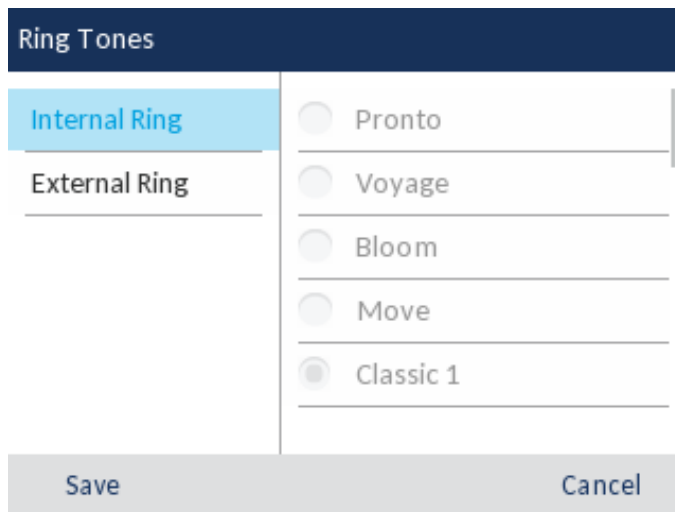 Ring Tones
Internal Ring
External Ring
Pronto
Voyage
Bloom
Move
Classic 1
Save
Cancel